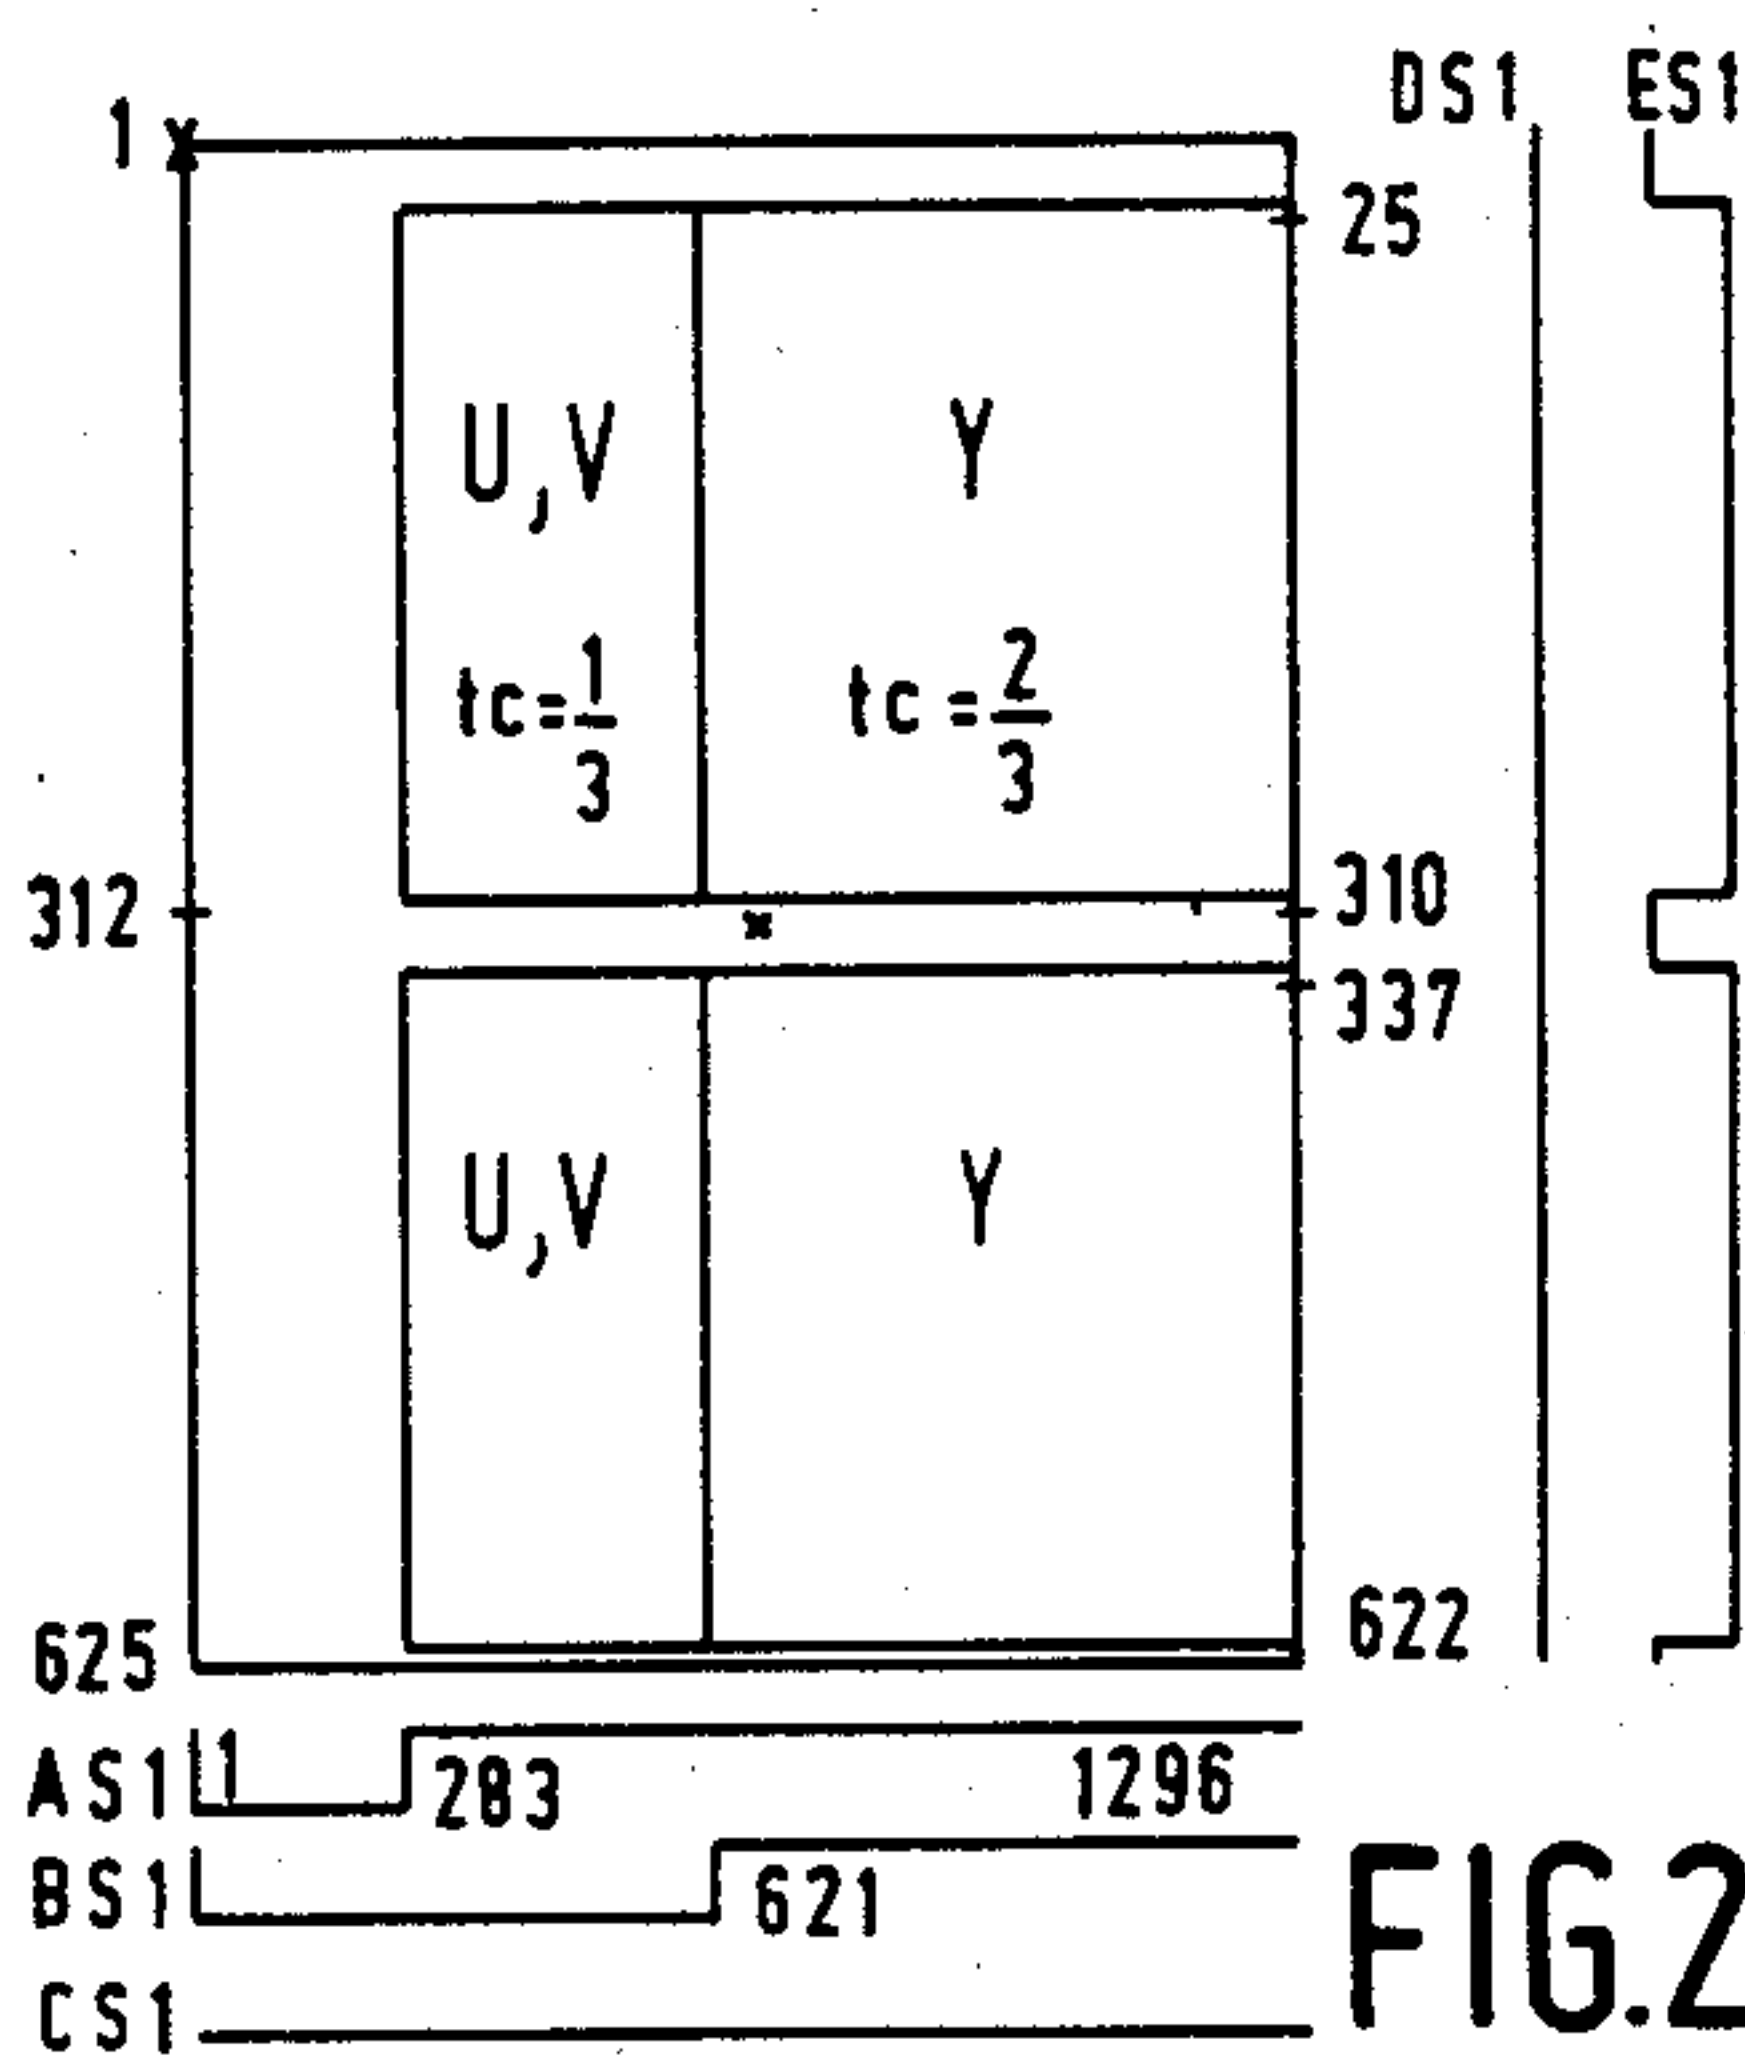 DS1 ES1
1
25
U,V Y
tc=1/3 tc=2/3
312 310
337
U,V Y
625 622
AS1 1 283 1296
BS1 621
CS1
FIG.2